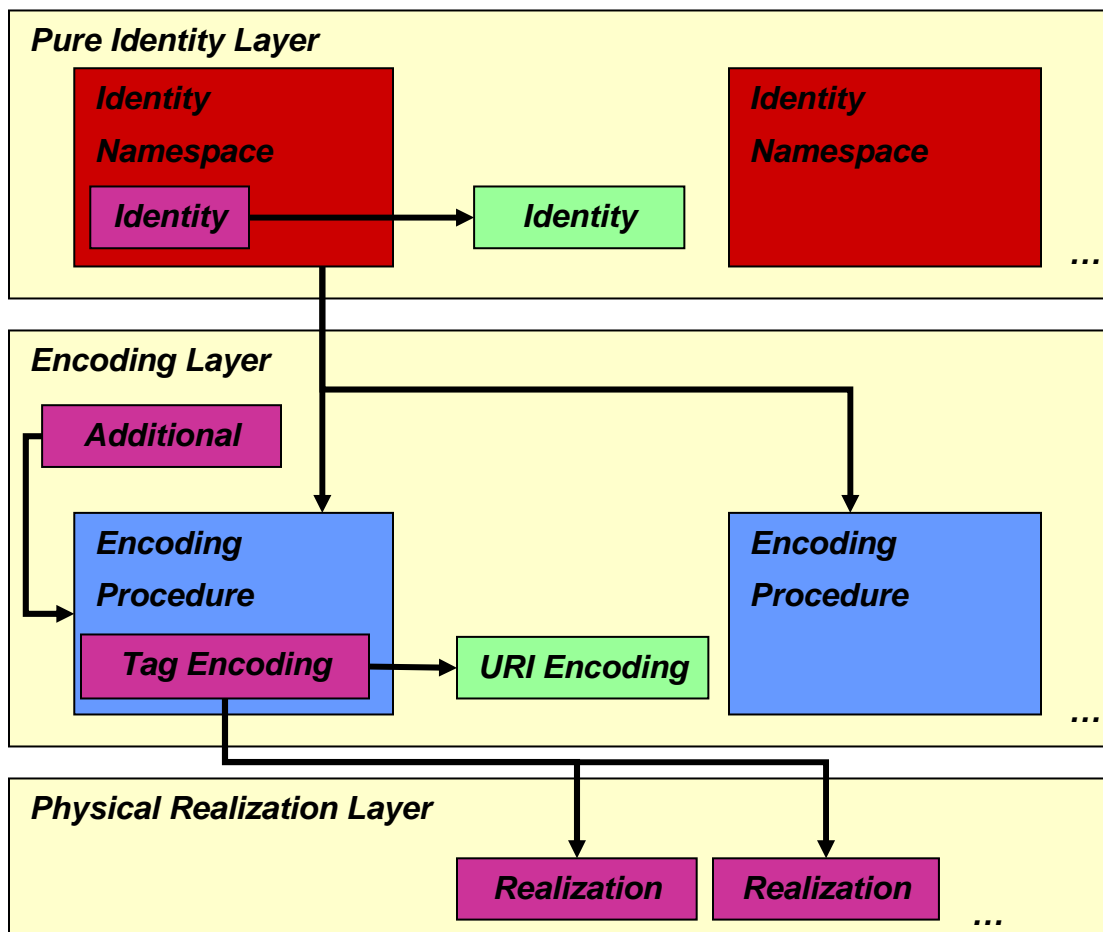 Pure Identity Layer
Identity
Namespace
Identity
Identity
Identity
Namespace
…
Encoding Layer
Additional
Encoding
Procedure
Tag Encoding
URI Encoding
Encoding
Procedure
…
Physical Realization Layer
Realization
Realization
…